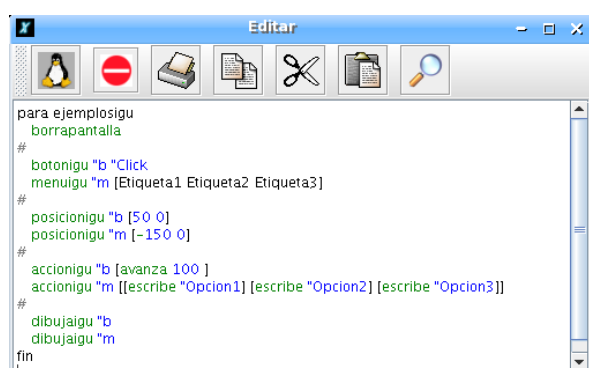 Editar
para ejemplosigu
borrapantalla
#
botonigu "b "Click
menuigu "m [Etiqueta1 Etiqueta2 Etiqueta3]
#
posicionigu "b [50 0]
posicionigu "m [-150 0]
#
accionigu "b [avanza 100 ]
accionigu "m [[escribe "Opcion1] [escribe "Opcion2] [escribe "Opcion3]]
#
dibujaigu "b
dibujaigu "m
fin